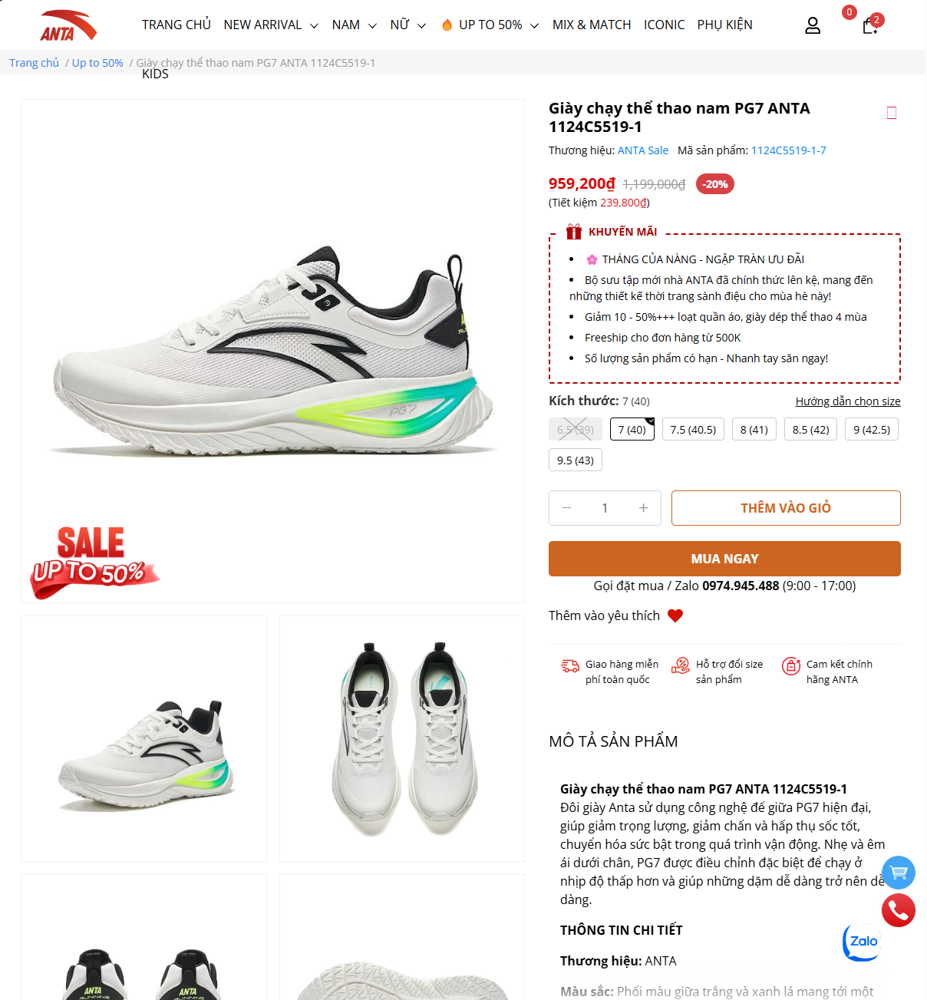 ANTA
TRANG CHỦ NEW ARRIVAL NAM NỮ UP TO 50% MIX & MATCH ICONIC PHỤ KIỆN
0
2
Trang chủ / Up to 50% / Giày chạy thể thao nam PG7 ANTA 1124C5519-1
KIDS
Giày chạy thể thao nam PG7 ANTA
1124C5519-1
Thương hiệu: ANTA Sale Mã sản phẩm: 1124C5519-1-7
959,200₫ 1,199,000₫ -20%
(Tiết kiệm 239,800₫)
KHUYẾN MÃI
THÁNG CỦA NÀNG - NGẬP TRÀN ƯU ĐÃI
Bộ sưu tập mới nhà ANTA đã chính thức lên kệ, mang đến
những thiết kế thời trang sành điệu cho mùa hè này!
Giảm 10 - 50%+++ loạt quần áo, giày dép thể thao 4 mùa
Freeship cho đơn hàng từ 500K
Số lượng sản phẩm có hạn - Nhanh tay săn ngay!
Kích thước: 7 (40) Hướng dẫn chọn size
6.5 (39) 7 (40) 7.5 (40.5) 8 (41) 8.5 (42) 9 (42.5)
9.5 (43)
1 THÊM VÀO GIỎ
MUA NGAY
Gọi đặt mua / Zalo 0974.945.488 (9:00 - 17:00)
Thêm vào yêu thích
Giao hàng miễn
phí toàn quốc
Hỗ trợ đổi size
sản phẩm
Cam kết chính
hãng ANTA
PG7
SALE
UP TO 50%
PG7
ANTA
RUNNING
ANTA
RUNNING
MÔ TẢ SẢN PHẨM
Giày chạy thể thao nam PG7 ANTA 1124C5519-1
Đôi giày Anta sử dụng công nghệ đế giữa PG7 hiện đại,
giúp giảm trọng lượng, giảm chấn và hấp thụ sốc tốt,
chuyển hóa sức bật trong quá trình vận động. Nhẹ và êm
ái dưới chân, PG7 được điều chỉnh đặc biệt để chạy ở
nhịp độ thấp hơn và giúp những dặm dễ dàng trở nên dễ
dàng.
THÔNG TIN CHI TIẾT
Zalo
Thương hiệu: ANTA
Màu sắc: Phối màu giữa trắng và xanh lá mang tới một